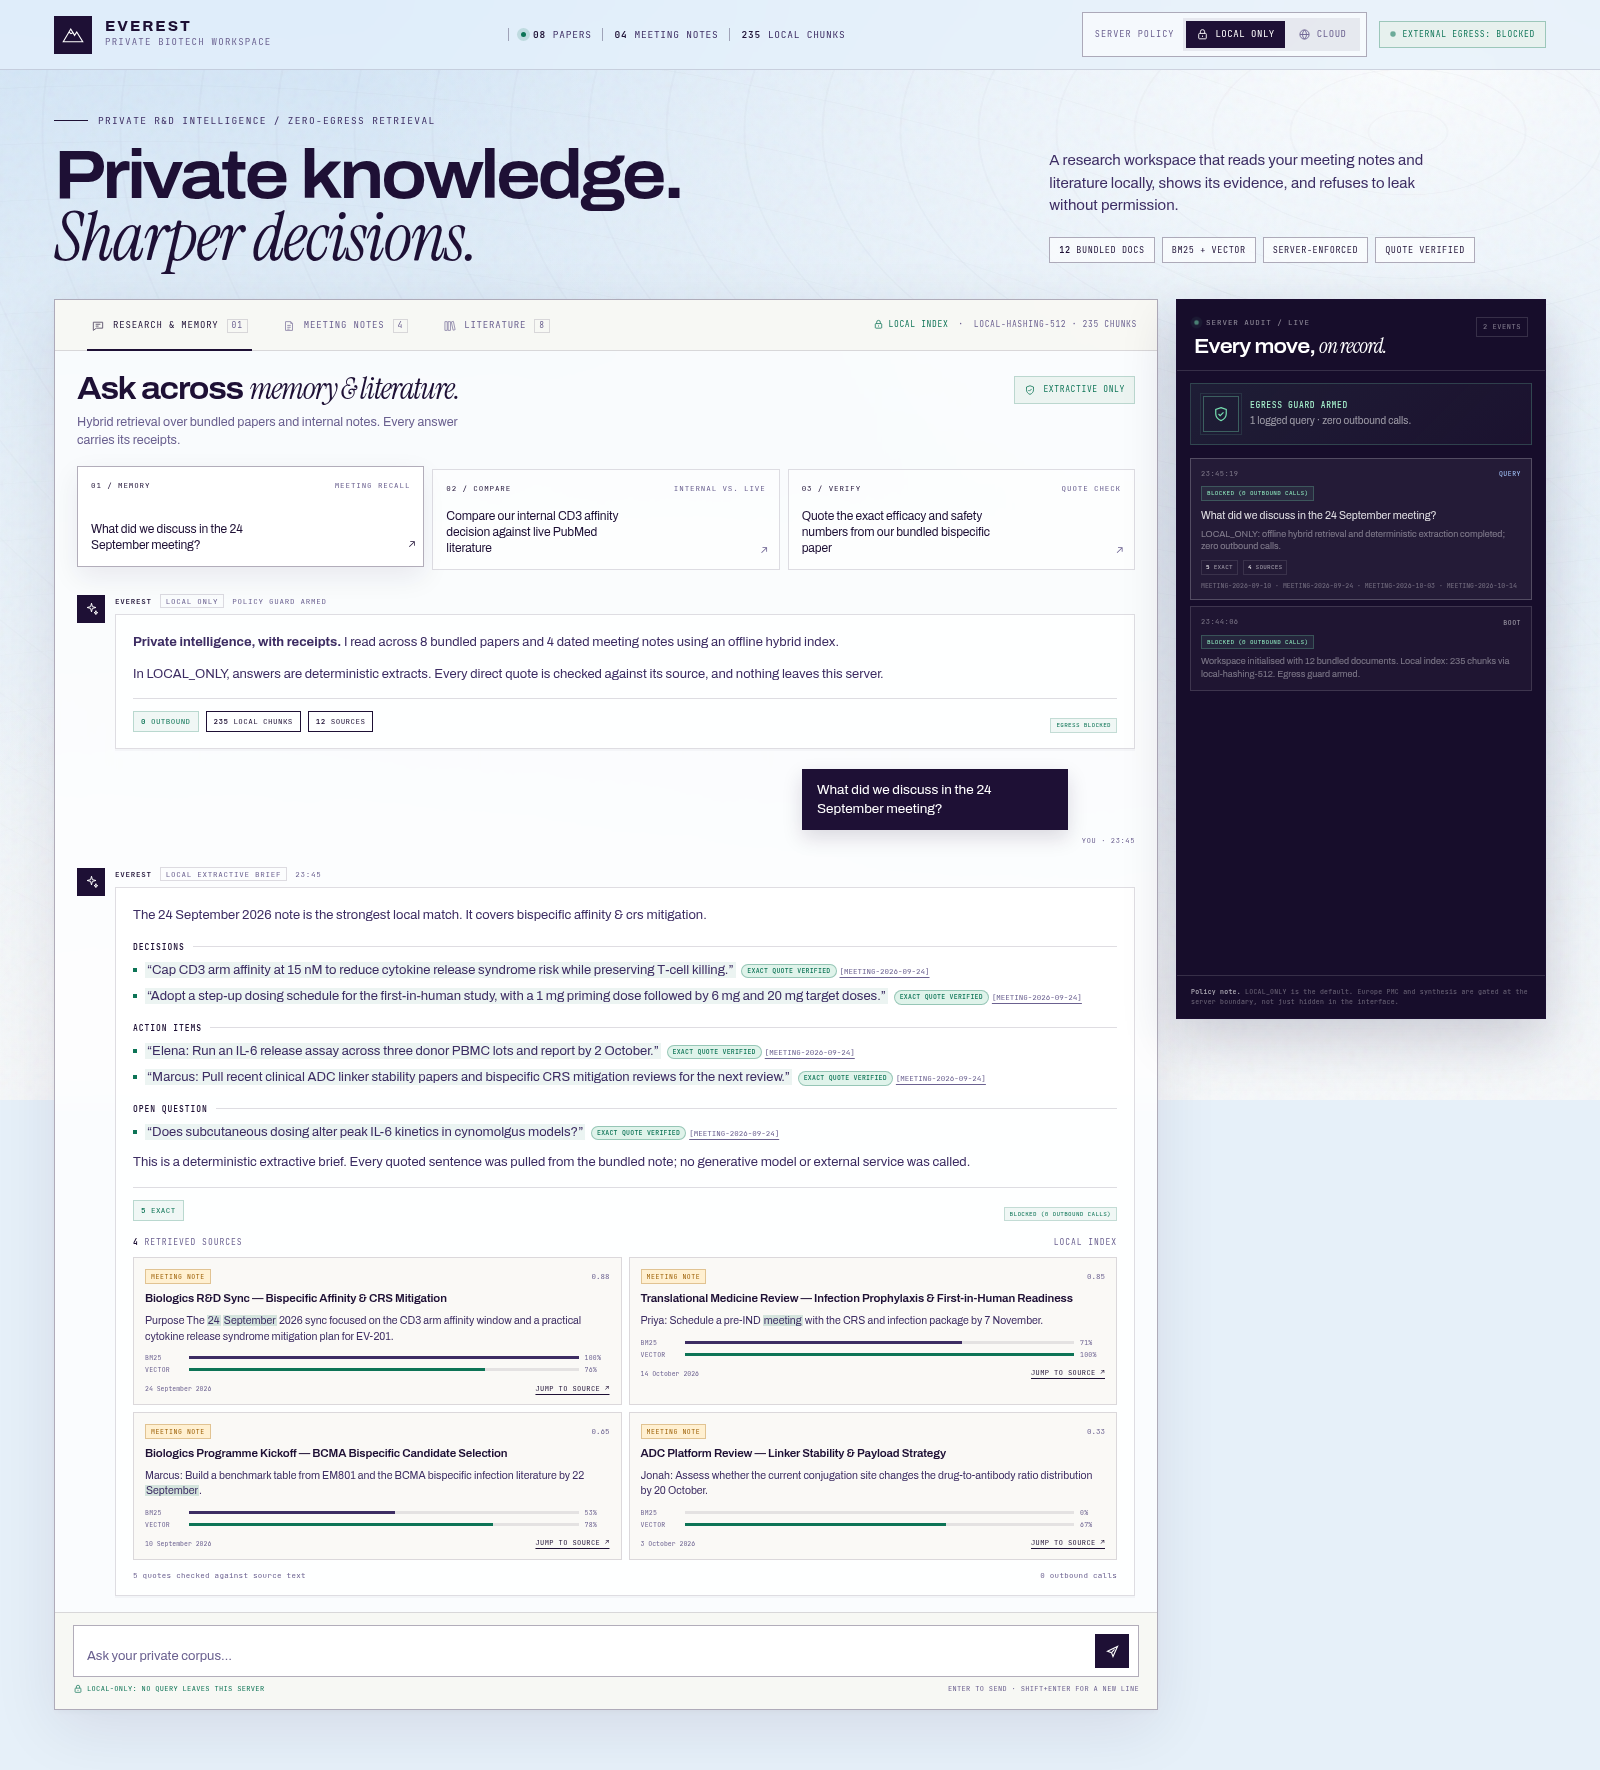 EVEREST
PRIVATE BIOTECH WORKSPACE
08 PAPERS
04 MEETING NOTES
235 LOCAL CHUNKS
SERVER POLICY
LOCAL ONLY
CLOUD
EXTERNAL EGRESS: BLOCKED
PRIVATE R&D INTELLIGENCE / ZERO-EGRESS RETRIEVAL
Private knowledge.
Sharper decisions.
A research workspace that reads your meeting notes and
literature locally, shows its evidence, and refuses to leak
without permission.
12 BUNDLED DOCS
BM25 + VECTOR
SERVER-ENFORCED
QUOTE VERIFIED
RESEARCH & MEMORY 01
MEETING NOTES 4
LITERATURE 8
LOCAL INDEX · LOCAL-HASHING-512 · 235 CHUNKS
Ask across memory & literature.
EXTRACTIVE ONLY
Hybrid retrieval over bundled papers and internal notes. Every answer
carries its receipts.
01 / MEMORY
MEETING RECALL
What did we discuss in the 24
September meeting?
02 / COMPARE
INTERNAL VS. LIVE
Compare our internal CD3 affinity
decision against live PubMed
literature
03 / VERIFY
QUOTE CHECK
Quote the exact efficacy and safety
numbers from our bundled bispecific
paper
EVEREST LOCAL ONLY POLICY GUARD ARMED
Private intelligence, with receipts. I read across 8 bundled papers and 4 dated meeting notes using an offline hybrid index.
In LOCAL_ONLY, answers are deterministic extracts. Every direct quote is checked against its source, and nothing leaves this server.
0 OUTBOUND
235 LOCAL CHUNKS
12 SOURCES
EGRESS BLOCKED
What did we discuss in the 24
September meeting?
YOU · 23:45
EVEREST LOCAL EXTRACTIVE BRIEF 23:45
The 24 September 2026 note is the strongest local match. It covers bispecific affinity & crs mitigation.
DECISIONS
“Cap CD3 arm affinity at 15 nM to reduce cytokine release syndrome risk while preserving T-cell killing.” EXACT QUOTE VERIFIED [MEETING-2026-09-24]
“Adopt a step-up dosing schedule for the first-in-human study, with a 1 mg priming dose followed by 6 mg and 20 mg target doses.” EXACT QUOTE VERIFIED [MEETING-2026-09-24]
ACTION ITEMS
“Elena: Run an IL-6 release assay across three donor PBMC lots and report by 2 October.” EXACT QUOTE VERIFIED [MEETING-2026-09-24]
“Marcus: Pull recent clinical ADC linker stability papers and bispecific CRS mitigation reviews for the next review.” EXACT QUOTE VERIFIED [MEETING-2026-09-24]
OPEN QUESTION
“Does subcutaneous dosing alter peak IL-6 kinetics in cynomolgus models?” EXACT QUOTE VERIFIED [MEETING-2026-09-24]
This is a deterministic extractive brief. Every quoted sentence was pulled from the bundled note; no generative model or external service was called.
5 EXACT
BLOCKED (0 OUTBOUND CALLS)
4 RETRIEVED SOURCES
LOCAL INDEX
MEETING NOTE
0.88
Biologics R&D Sync — Bispecific Affinity & CRS Mitigation
Purpose The 24 September 2026 sync focused on the CD3 arm affinity window and a practical
cytokine release syndrome mitigation plan for EV-201.
BM25 100%
VECTOR 76%
24 September 2026
JUMP TO SOURCE ↗
MEETING NOTE
0.85
Translational Medicine Review — Infection Prophylaxis & First-in-Human Readiness
Priya: Schedule a pre-IND meeting with the CRS and infection package by 7 November.
BM25 71%
VECTOR 100%
14 October 2026
JUMP TO SOURCE ↗
MEETING NOTE
0.65
Biologics Programme Kickoff — BCMA Bispecific Candidate Selection
Marcus: Build a benchmark table from EM801 and the BCMA bispecific infection literature by 22
September.
BM25 53%
VECTOR 78%
10 September 2026
JUMP TO SOURCE ↗
MEETING NOTE
0.33
ADC Platform Review — Linker Stability & Payload Strategy
Jonah: Assess whether the current conjugation site changes the drug-to-antibody ratio distribution
by 20 October.
BM25 0%
VECTOR 67%
3 October 2026
JUMP TO SOURCE ↗
5 quotes checked against source text
0 outbound calls
Ask your private corpus…
LOCAL-ONLY: NO QUERY LEAVES THIS SERVER
ENTER TO SEND · SHIFT+ENTER FOR A NEW LINE
SERVER AUDIT / LIVE
2 EVENTS
Every move, on record.
EGRESS GUARD ARMED
1 logged query · zero outbound calls.
23:45:19
QUERY
BLOCKED (0 OUTBOUND CALLS)
What did we discuss in the 24 September meeting?
LOCAL_ONLY: offline hybrid retrieval and deterministic extraction completed;
zero outbound calls.
5 EXACT
4 SOURCES
MEETING-2026-09-10 · MEETING-2026-09-24 · MEETING-2026-10-03 · MEETING-2026-10-14
23:44:06
BOOT
BLOCKED (0 OUTBOUND CALLS)
Workspace initialised with 12 bundled documents. Local index: 235 chunks via
local-hashing-512. Egress guard armed.
Policy note. LOCAL_ONLY is the default. Europe PMC and synthesis are gated at the
server boundary, not just hidden in the interface.